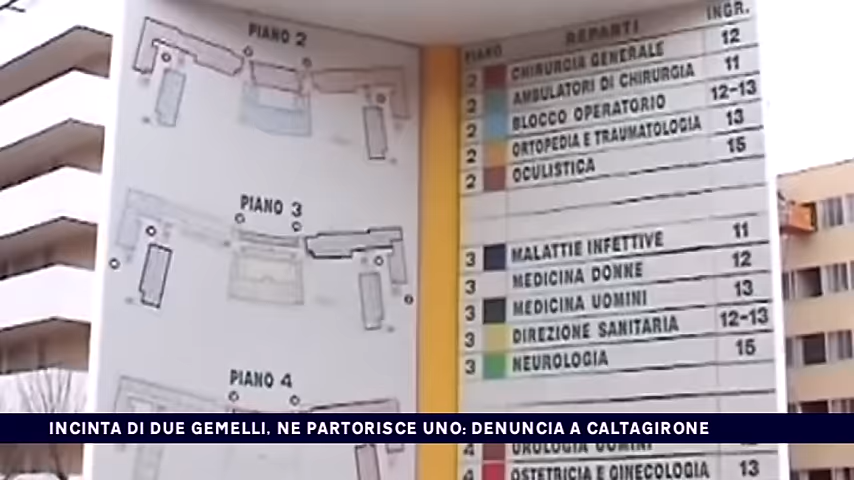 PIANO 2
PIANO 3
PIANO 4
PIANO REPARTI INGR.
2 CHIRURGIA GENERALE 12
2 AMBULATORI DI CHIRURGIA 11
2 BLOCCO OPERATORIO 12-13
2 ORTOPEDIA E TRAUMATOLOGIA 13
2 OCULISTICA 15
3 MALATTIE INFETTIVE 11
3 MEDICINA DONNE 12
3 MEDICINA UOMINI 13
3 DIREZIONE SANITARIA 12-13
3 NEUROLOGIA 15
INCINTA DI DUE GEMELLI, NE PARTORISCE UNO: DENUNCIA A CALTAGIRONE
4 UROLOGIA UOMINI
4 OSTETRICIA E GINECOLOGIA 13